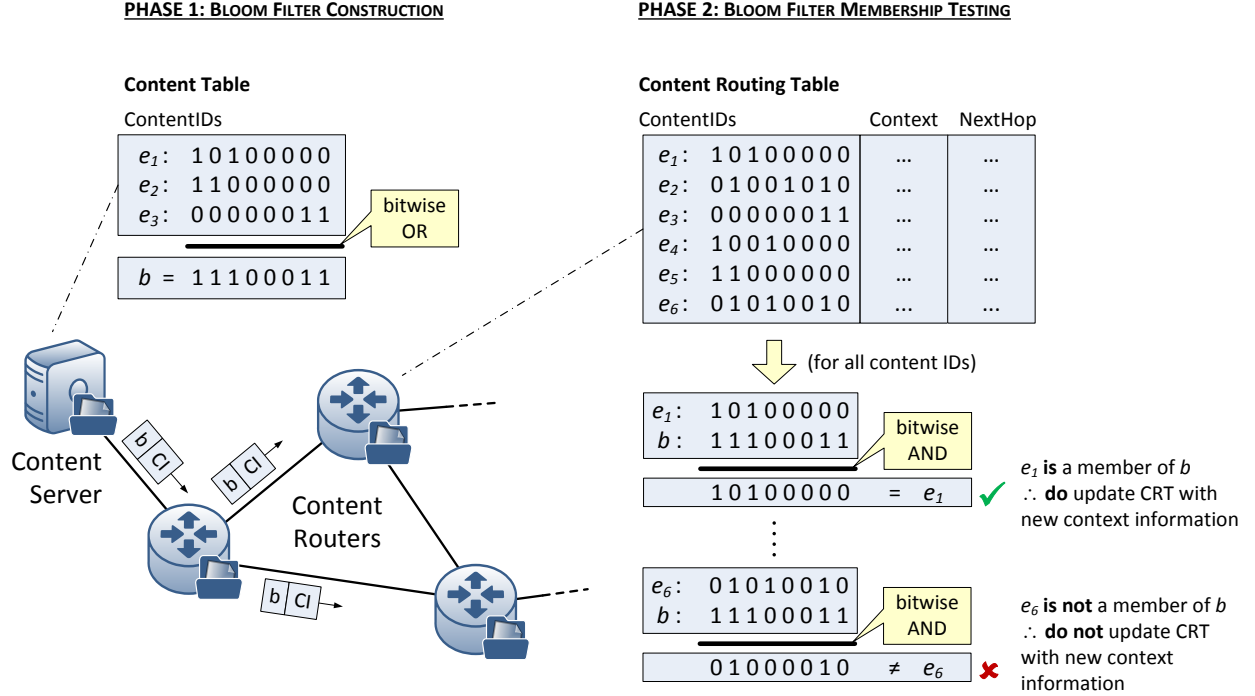 PHASE 1: BLOOM FILTER CONSTRUCTION
Content Table
ContentIDs
e1: 10100000
e2: 11000000
e3: 00000011
bitwise
OR
b = 11100011
Content
Server
b CI
b CI
b CI
Content
Routers
PHASE 2: BLOOM FILTER MEMBERSHIP TESTING
Content Routing Table
ContentIDs Context NextHop
e1: 10100000 ... ...
e2: 01001010 ... ...
e3: 00000011 ... ...
e4: 10010000 ... ...
e5: 11000000 ... ...
e6: 01010010 ... ...
(for all content IDs)
e1: 10100000
b: 11100011
bitwise
AND
10100000 = e1
e1 is a member of b
∴ do update CRT with
new context information
e6: 01010010
b: 11100011
bitwise
AND
01000010 ≠ e6
e6 is not a member of b
∴ do not update CRT
with new context
information